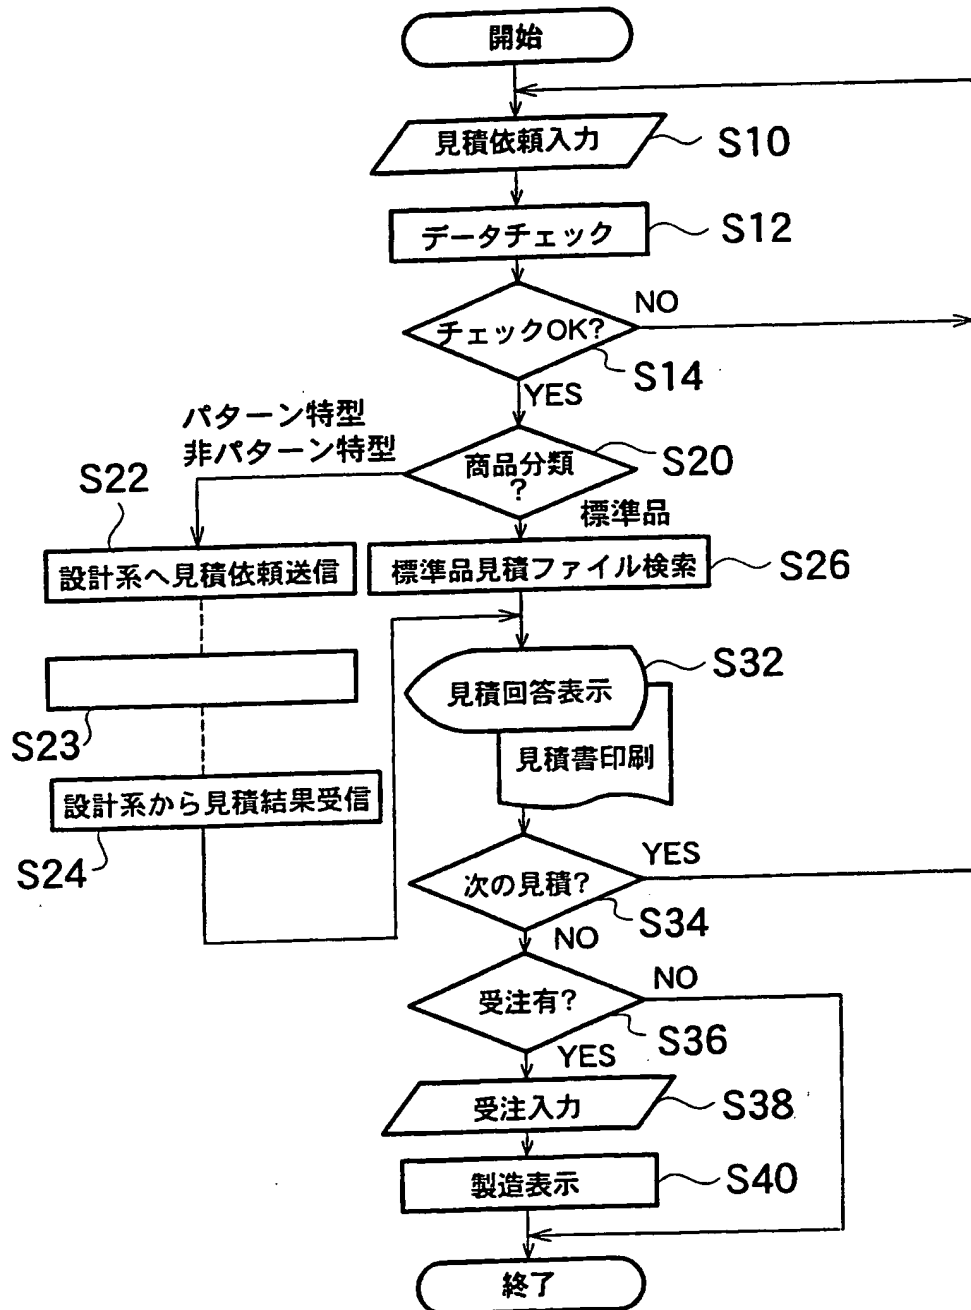 開始
見積依頼入力
S10
データチェック
S12
チェックOK?
NO
S14
YES
パターン特型
非パターン特型
商品分類
?
S20
標準品
S22
設計系へ見積依頼送信
標準品見積ファイル検索
S26
S23
設計系から見積結果受信
S24
見積回答表示
S32
見積書印刷
次の見積?
YES
S34
NO
受注有?
NO
S36
YES
受注入力
S38
製造表示
S40
終了